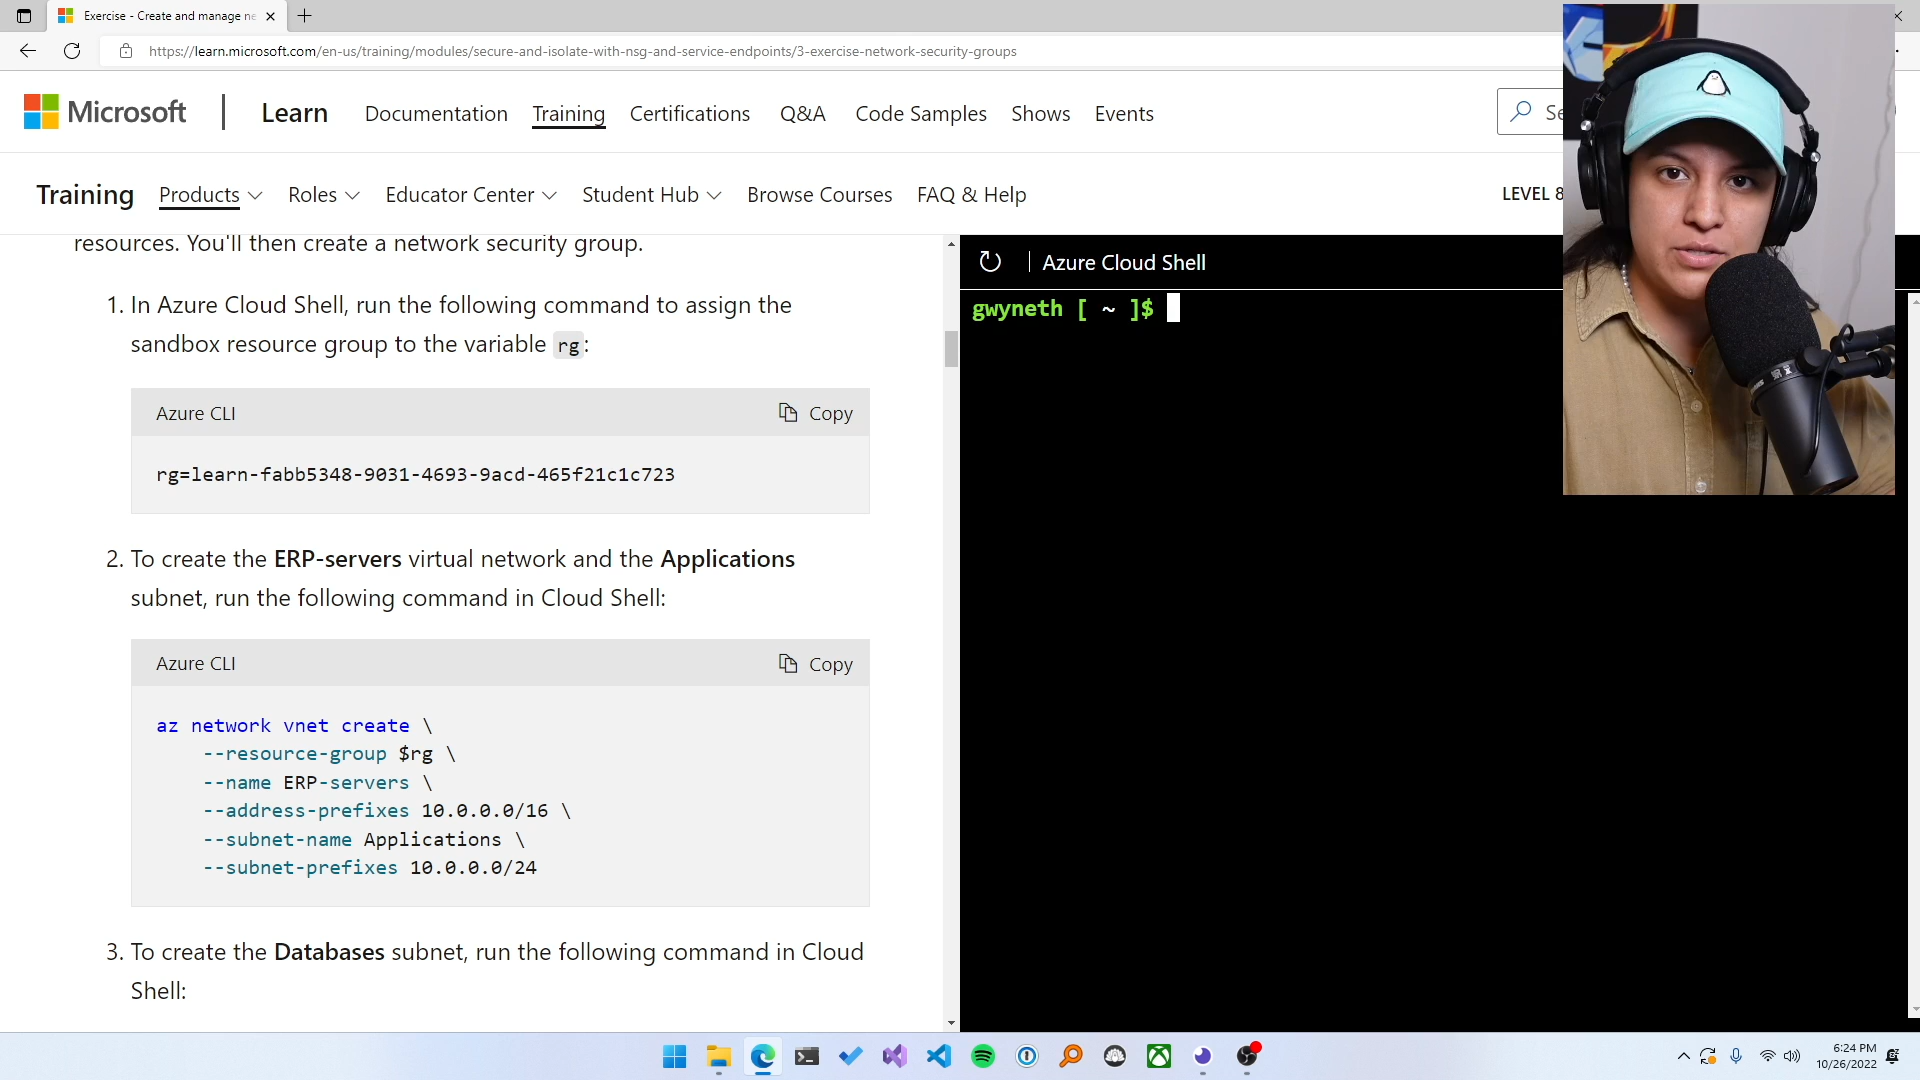 Exercise - Create and manage ne
https://learn.microsoft.com/en-us/training/modules/secure-and-isolate-with-nsg-and-service-endpoints/3-exercise-network-security-groups
Microsoft | Learn Documentation Training Certifications Q&A Code Samples Shows Events
Training Products Roles Educator Center Student Hub Browse Courses FAQ & Help LEVEL 8
resources. You'll then create a network security group.
1. In Azure Cloud Shell, run the following command to assign the
sandbox resource group to the variable rg:
Azure CLI Copy
rg=learn-fabb5348-9031-4693-9acd-465f21c1c723
2. To create the ERP-servers virtual network and the Applications
subnet, run the following command in Cloud Shell:
Azure CLI Copy
az network vnet create \
--resource-group $rg \
--name ERP-servers \
--address-prefixes 10.0.0.0/16 \
--subnet-name Applications \
--subnet-prefixes 10.0.0.0/24
3. To create the Databases subnet, run the following command in Cloud
Shell:
Azure Cloud Shell
gwyneth [ ~ ]$
6:24 PM
10/26/2022